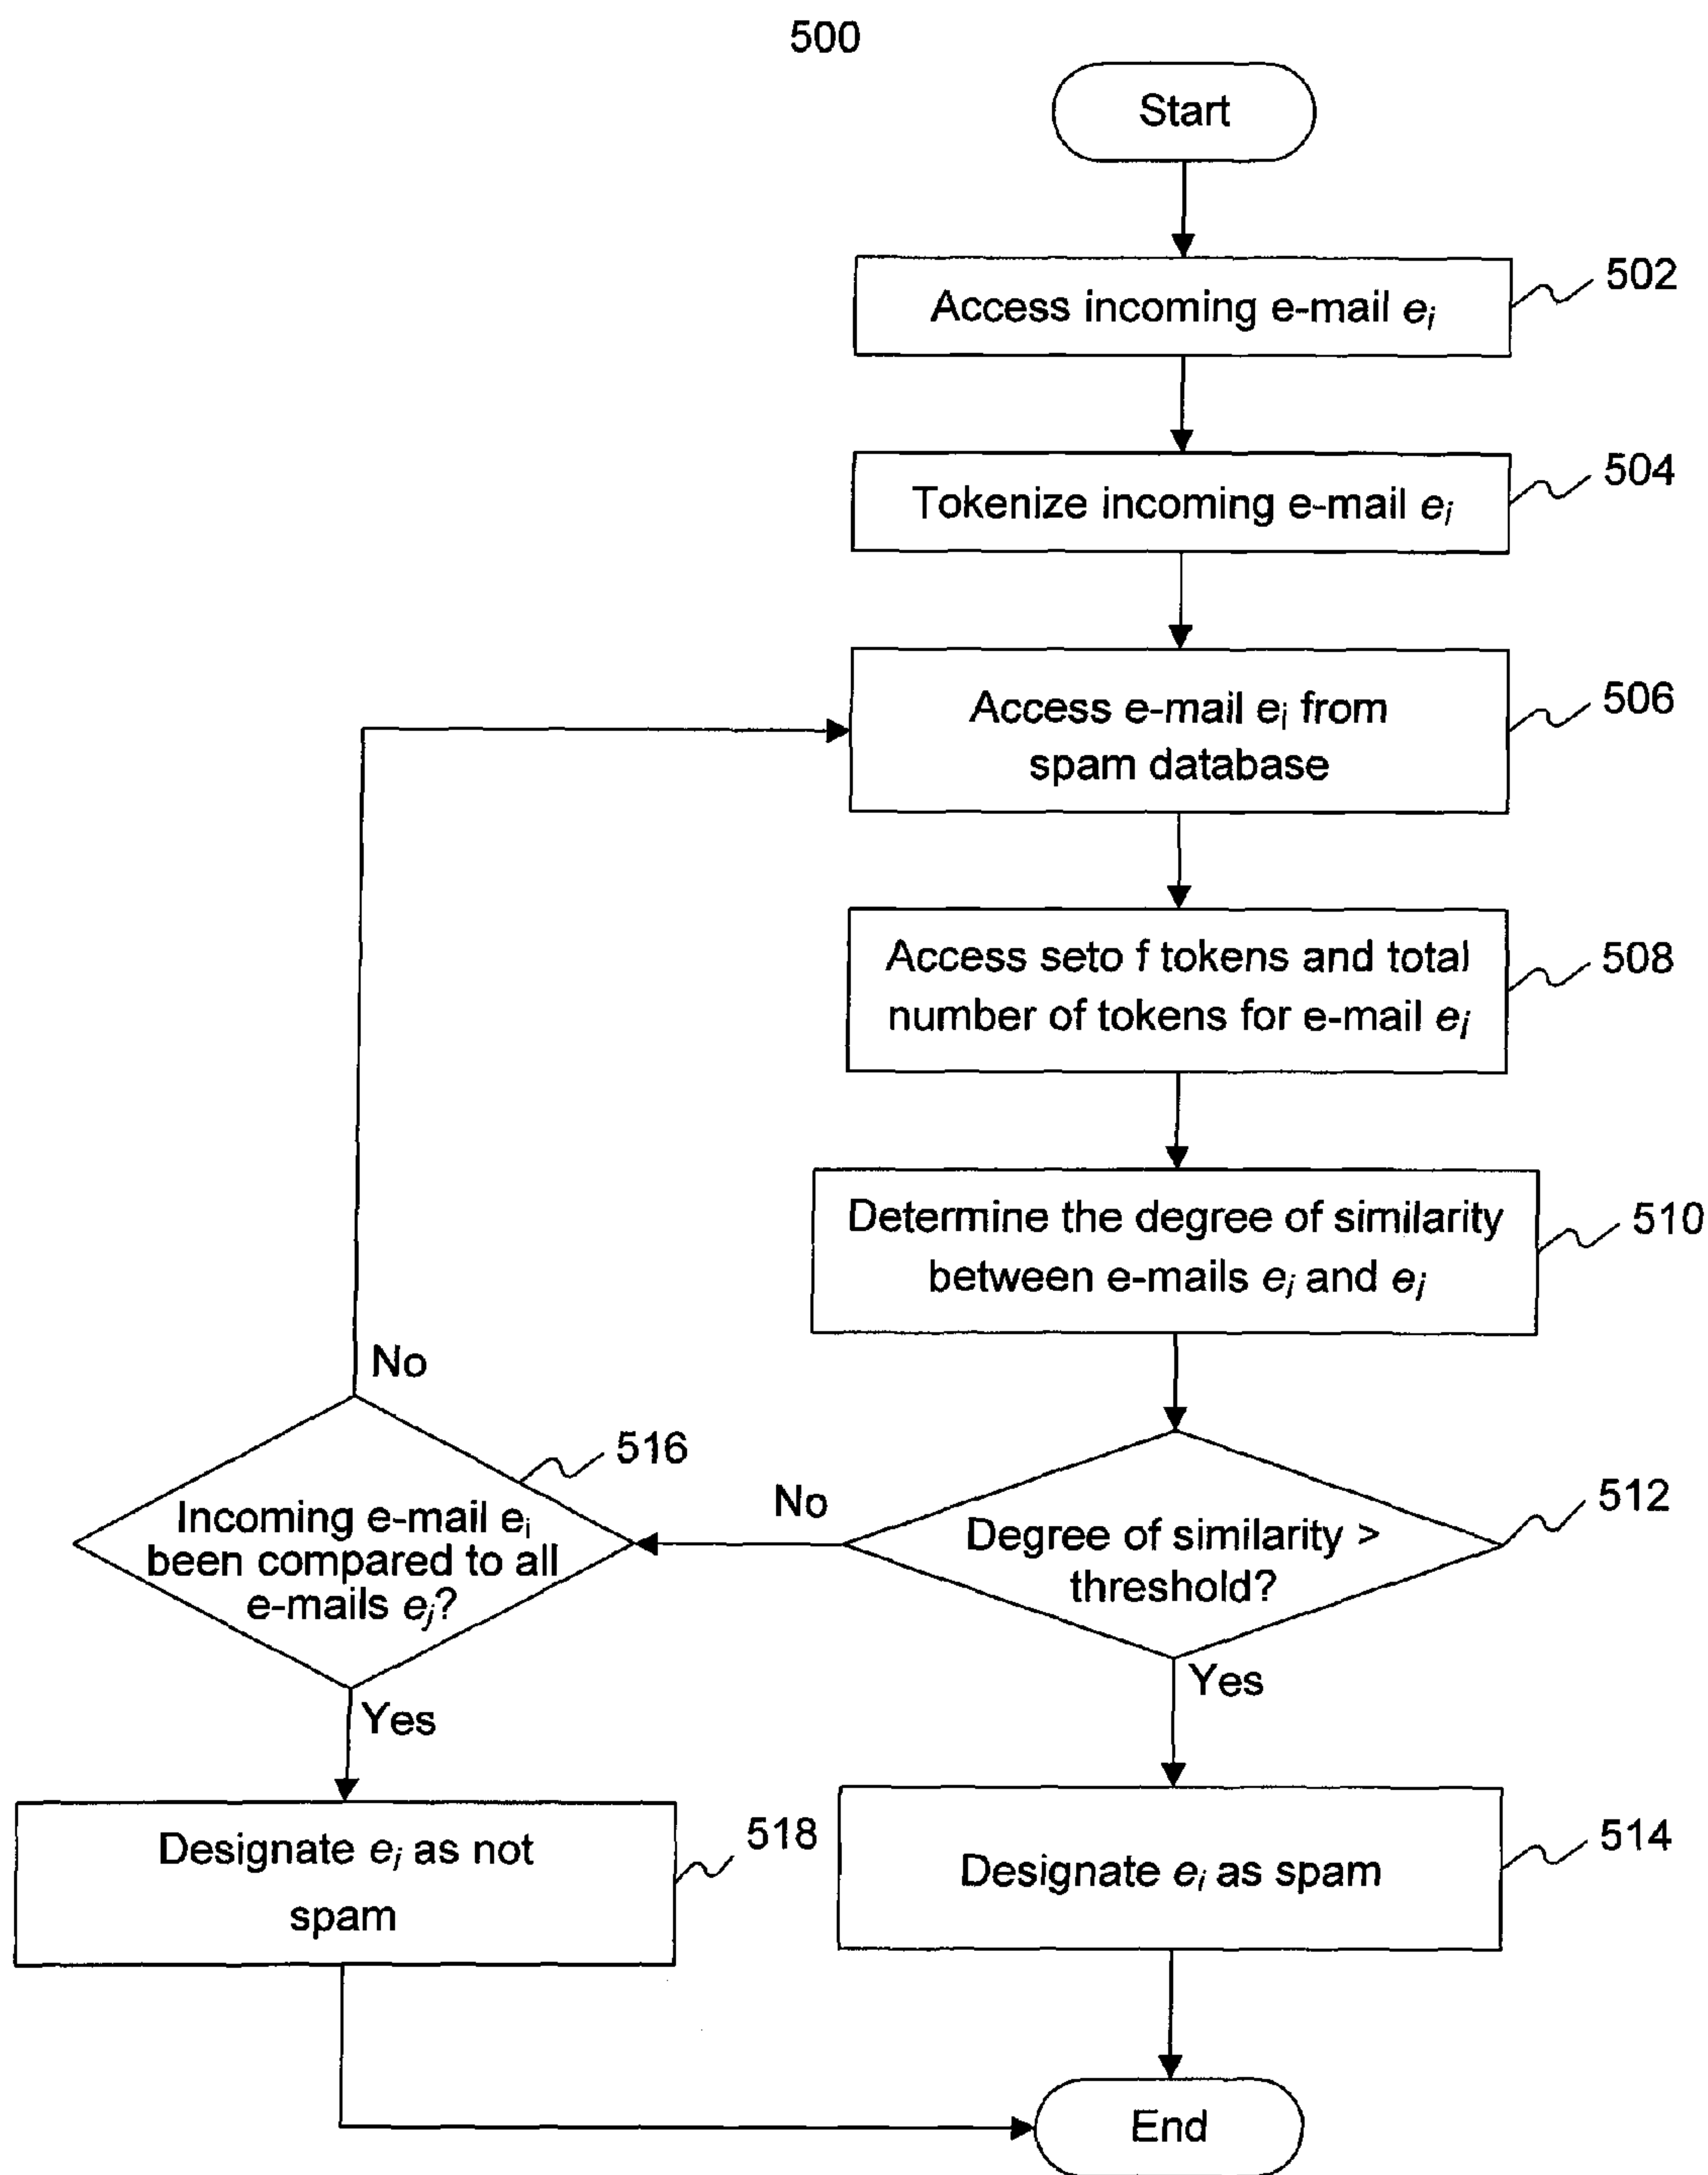 500
Start
Access incoming e-mail ei
502
Tokenize incoming e-mail ei
504
Access e-mail ej from
spam database
506
Access seto f tokens and total
number of tokens for e-mail ej
508
Determine the degree of similarity
between e-mails ei and ej
510
Degree of similarity >
threshold?
512
No
Yes
Incoming e-mail ei
been compared to all
e-mails ej?
516
No
Yes
Designate ei as not
spam
518
Designate ei as spam
514
End